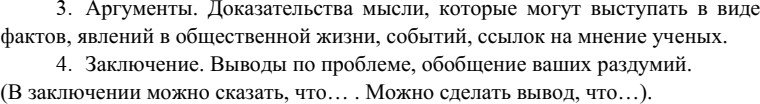 3. Аргументы. Доказательства мысли, которые могут выступать в виде
фактов, явлений в общественной жизни, событий, ссылок на мнение ученых.
4. Заключение. Выводы по проблеме, обобщение ваших раздумий.
(В заключении можно сказать, что… . Можно сделать вывод, что…).